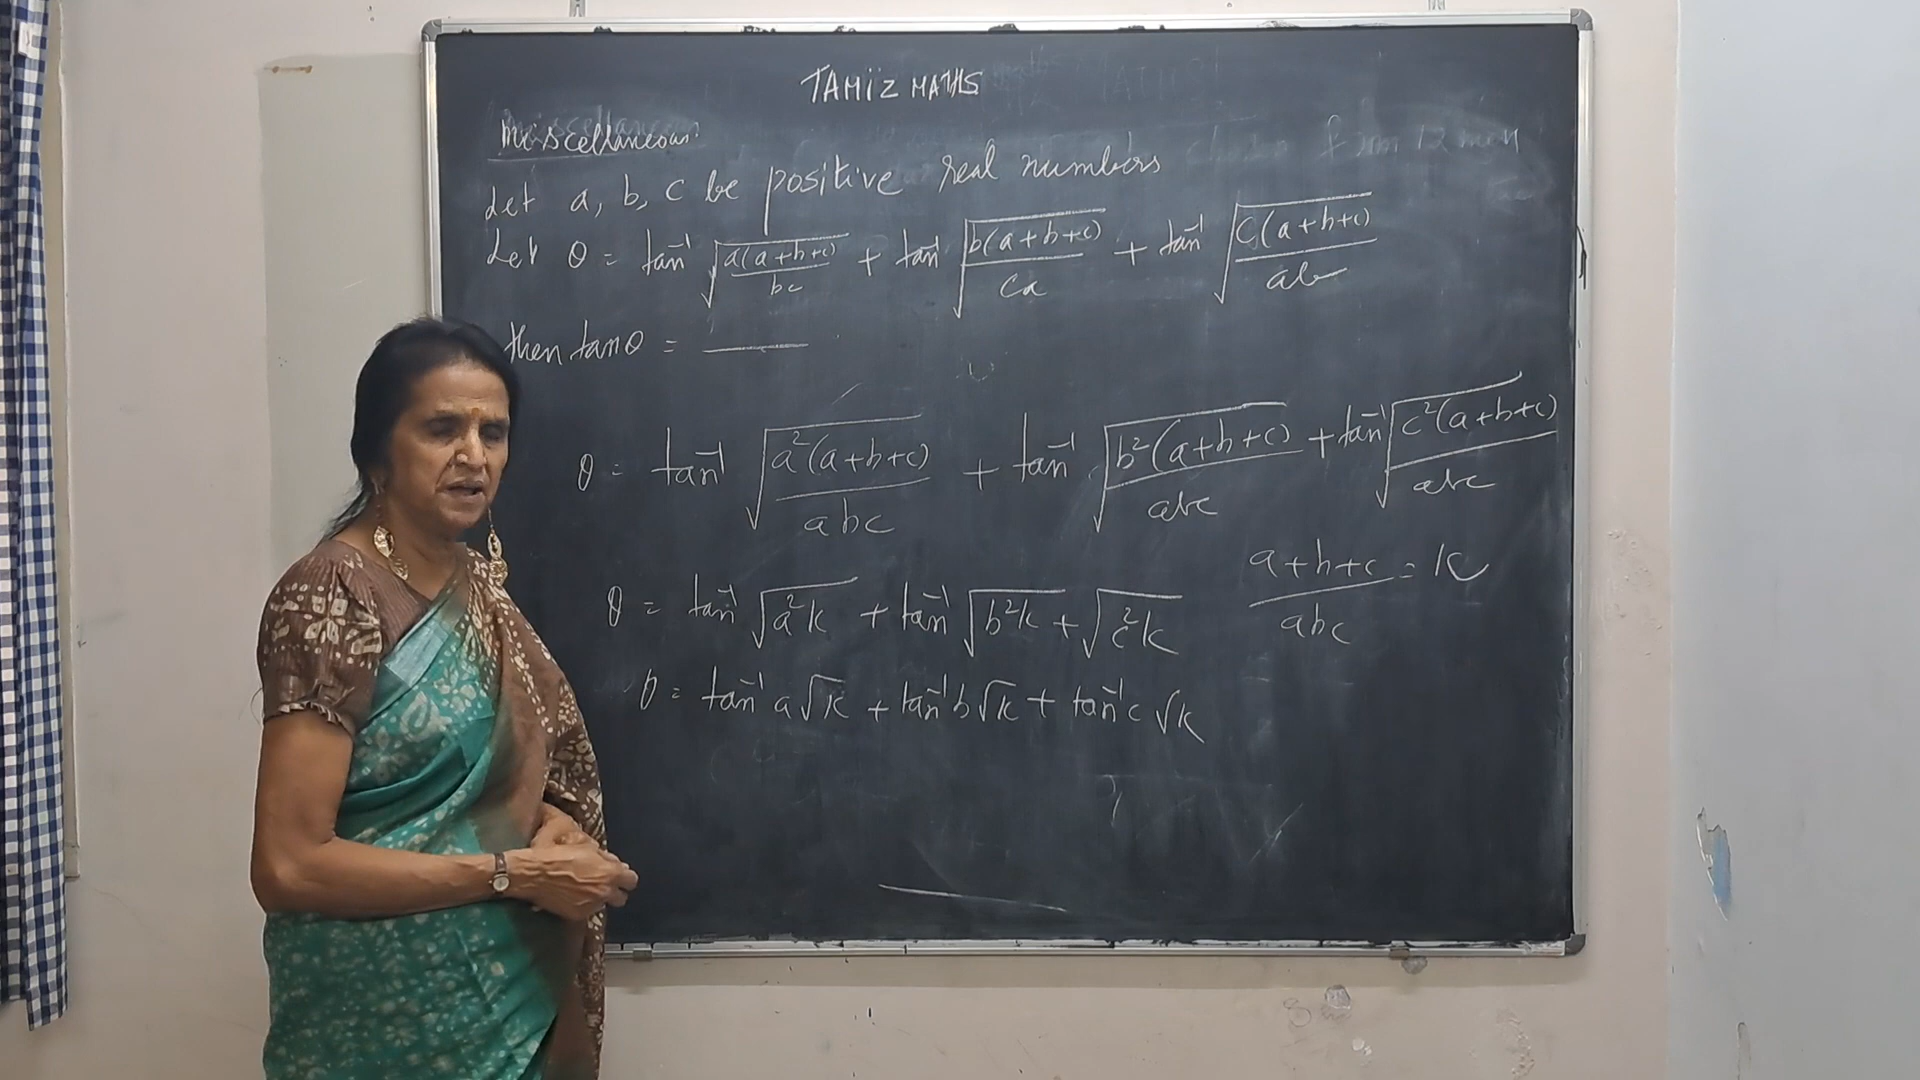 TAMIZ MATHS
Miscellaneous:
Let a, b, c be positive real numbers
Let θ = tan⁻¹ √(a(a+b+c)/bc) + tan⁻¹ √(b(a+b+c)/ca) + tan⁻¹ √(c(a+b+c)/ab)
then tan θ = ____
θ = tan⁻¹ √(a²(a+b+c)/abc) + tan⁻¹ √(b²(a+b+c)/abc) + tan⁻¹ √(c²(a+b+c)/abc)
(a+b+c)/abc = K
θ = tan⁻¹ √(a²k) + tan⁻¹ √(b²k) + √(c²k)
θ = tan⁻¹ a√k + tan⁻¹ b√k + tan⁻¹ c√k